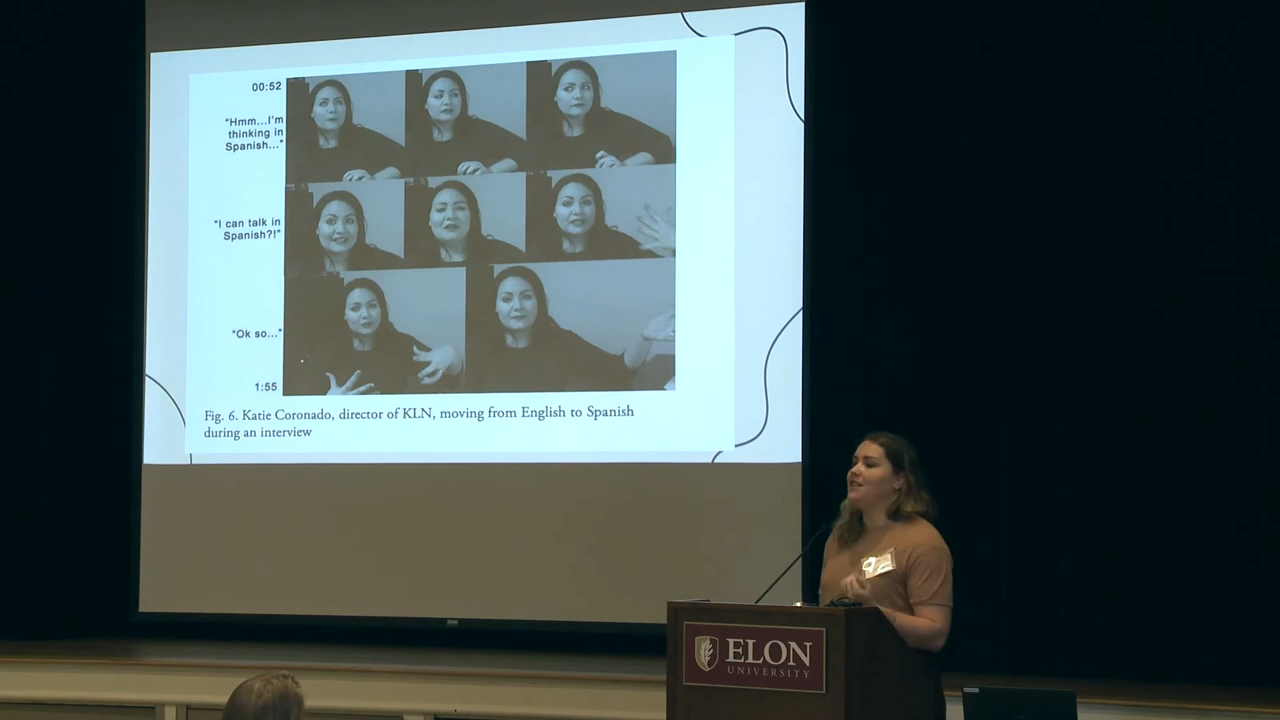 00:52
"Hmm...I'm
thinking in
Spanish..."
"I can talk in
Spanish?!"
"Ok so..."
1:55
Fig. 6. Katie Coronado, director of KLN, moving from English to Spanish
during an interview
ELON
UNIVERSITY